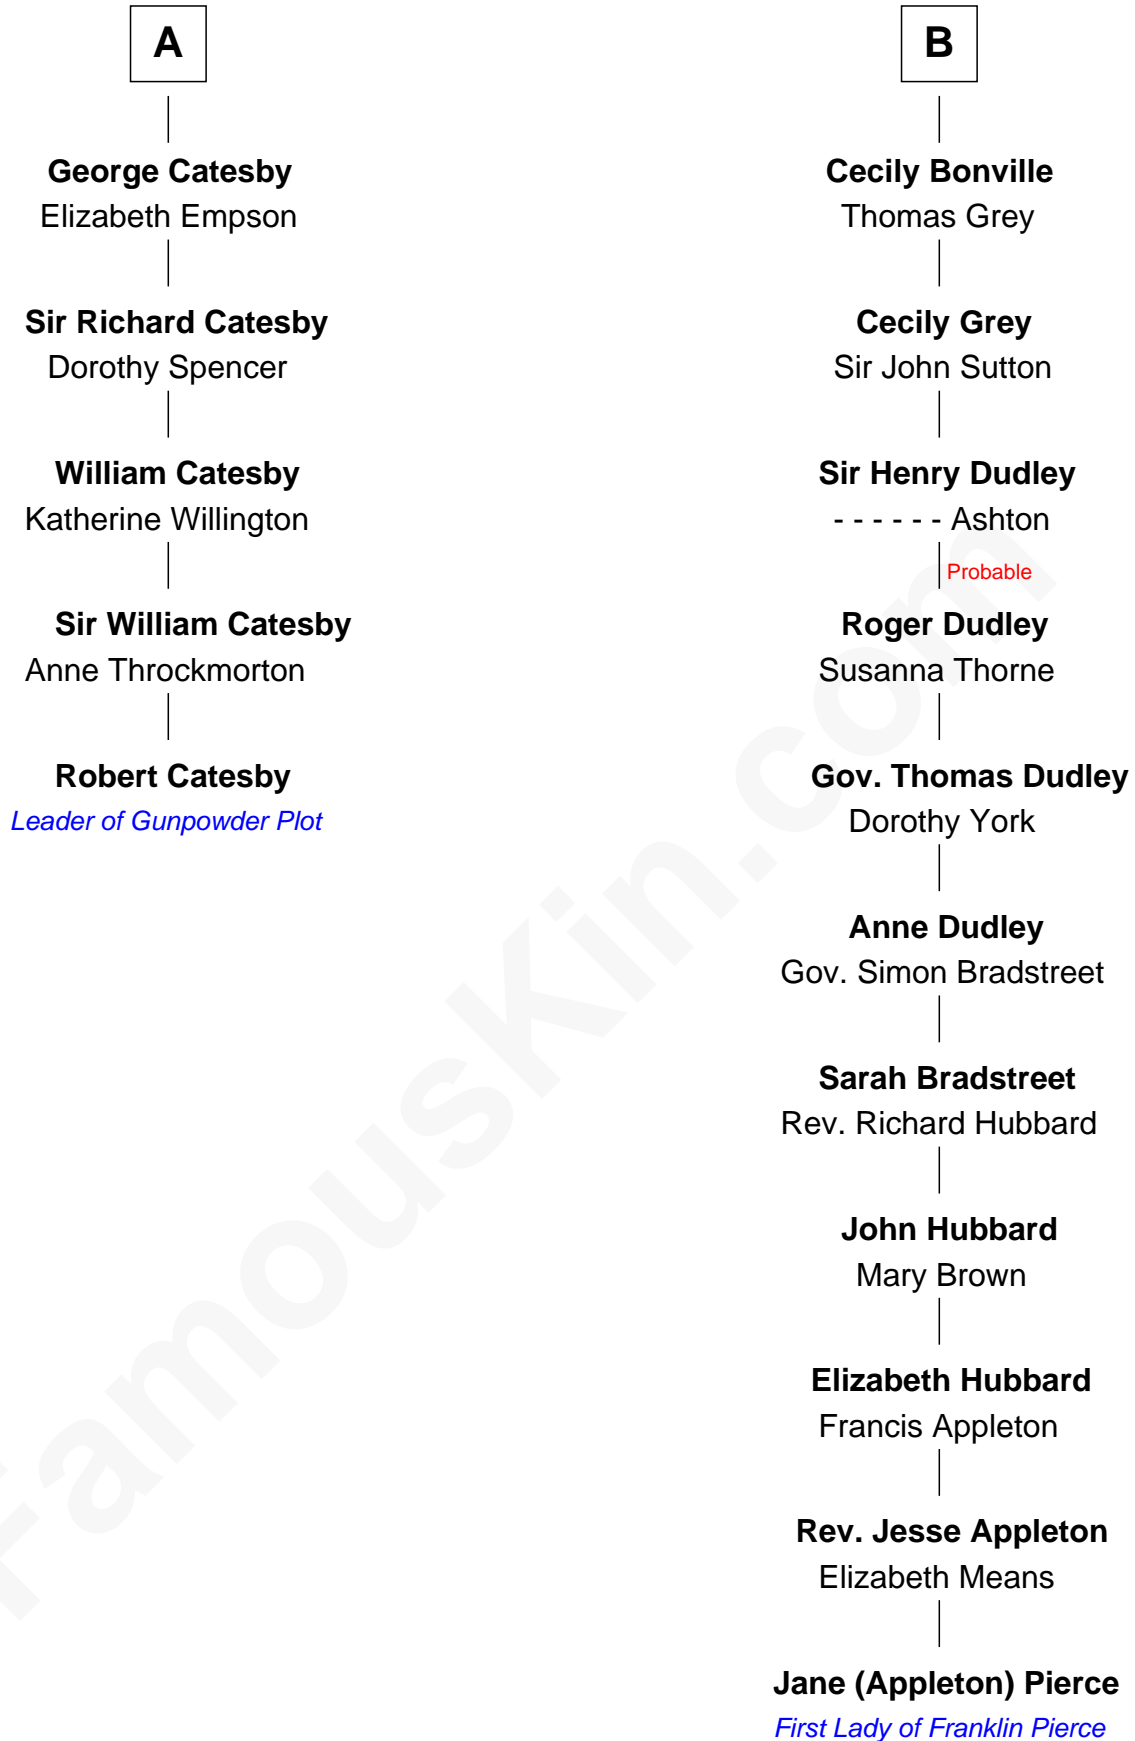 A
George Catesby
Elizabeth Empson
Sir Richard Catesby
Dorothy Spencer
William Catesby
Katherine Willington
Sir William Catesby
Anne Throckmorton
Robert Catesby
Leader of Gunpowder Plot
B
Cecily Bonville
Thomas Grey
Cecily Grey
Sir John Sutton
Sir Henry Dudley
- - - - - - Ashton
Probable
Roger Dudley
Susanna Thorne
Gov. Thomas Dudley
Dorothy York
Anne Dudley
Gov. Simon Bradstreet
Sarah Bradstreet
Rev. Richard Hubbard
John Hubbard
Mary Brown
Elizabeth Hubbard
Francis Appleton
Rev. Jesse Appleton
Elizabeth Means
Jane (Appleton) Pierce
First Lady of Franklin Pierce
FamousKin.com